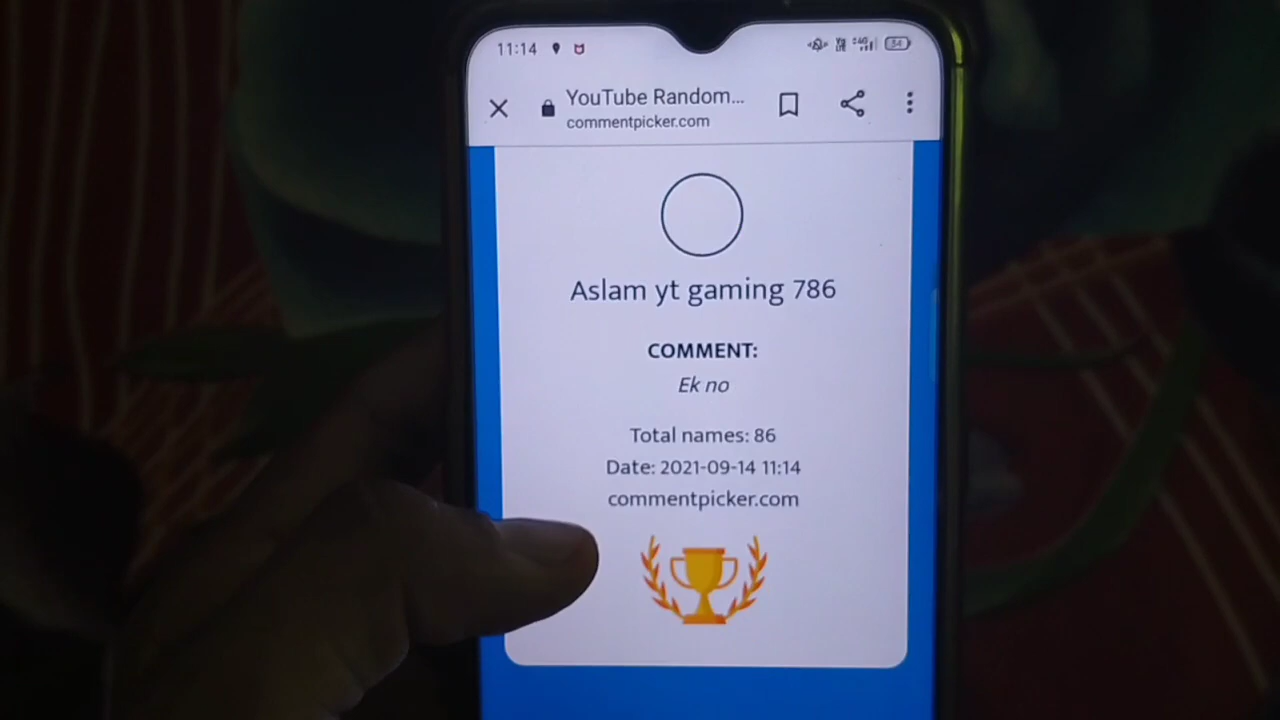 11:14
54
YouTube Random...
commentpicker.com
Aslam yt gaming 786
COMMENT:
Ek no
Total names: 86
Date: 2021-09-14 11:14
commentpicker.com